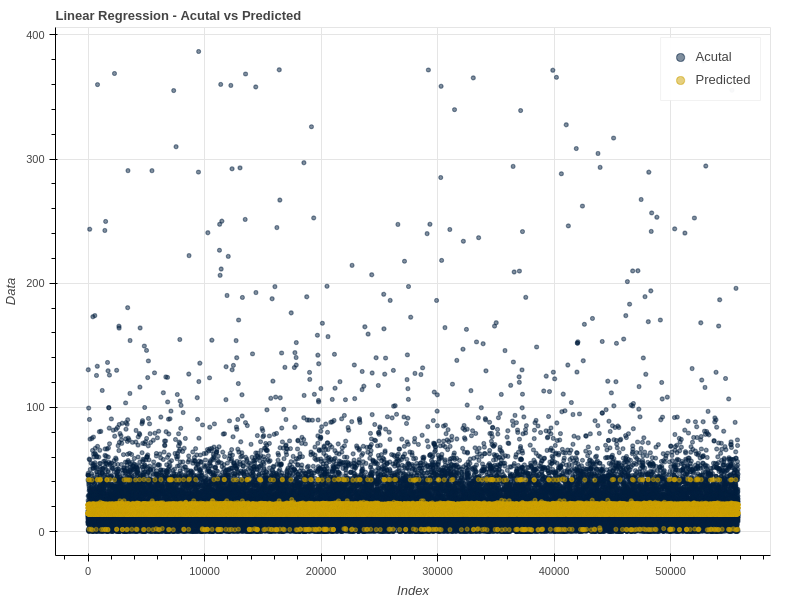 Linear Regression - Acutal vs Predicted
400
300
200
100
0
Data
Acutal
Predicted
0
10000
20000
30000
40000
50000
Index